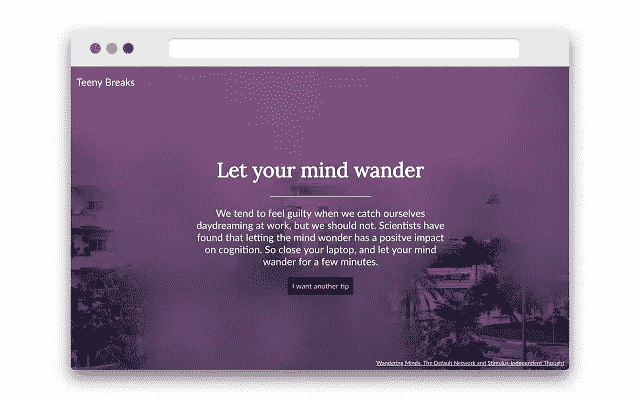 Teeny Breaks
Let your mind wander
We tend to feel guilty when we catch ourselves
daydreaming at work, but we should not. Scientists have
found that letting the mind wonder has a positve impact
on cognition. So close your laptop, and let your mind
wander for a few minutes.
I want another tip
Wandering Minds: The Default Network and Stimulus-Independent Thought